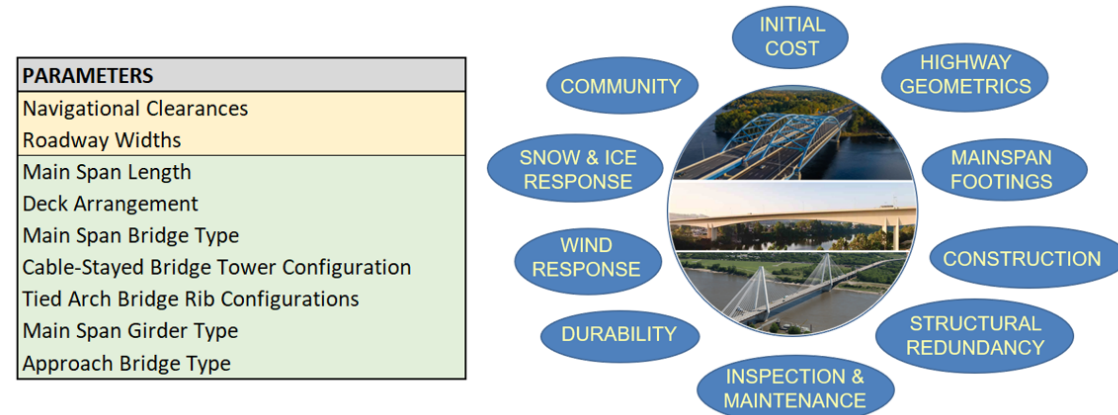 PARAMETERS
Navigational Clearances
Roadway Widths
Main Span Length
Deck Arrangement
Main Span Bridge Type
Cable-Stayed Bridge Tower Configuration
Tied Arch Bridge Rib Configurations
Main Span Girder Type
Approach Bridge Type
INITIAL
COST
HIGHWAY
GEOMETRICS
MAINSPAN
FOOTINGS
CONSTRUCTION
STRUCTURAL
REDUNDANCY
INSPECTION &
MAINTENANCE
DURABILITY
WIND
RESPONSE
SNOW & ICE
RESPONSE
COMMUNITY